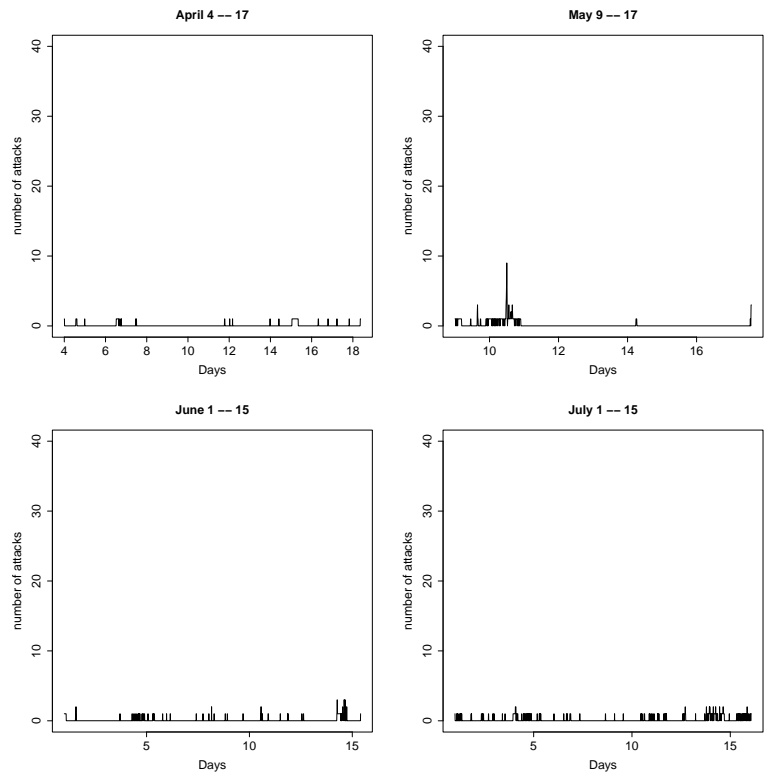 April 4 −− 17
number of attacks
40
30
20
10
0
4 6 8 10 12 14 16 18
Days
May 9 −− 17
number of attacks
40
30
20
10
0
10 12 14 16
Days
June 1 −− 15
number of attacks
40
30
20
10
0
5 10 15
Days
July 1 −− 15
number of attacks
40
30
20
10
0
5 10 15
Days